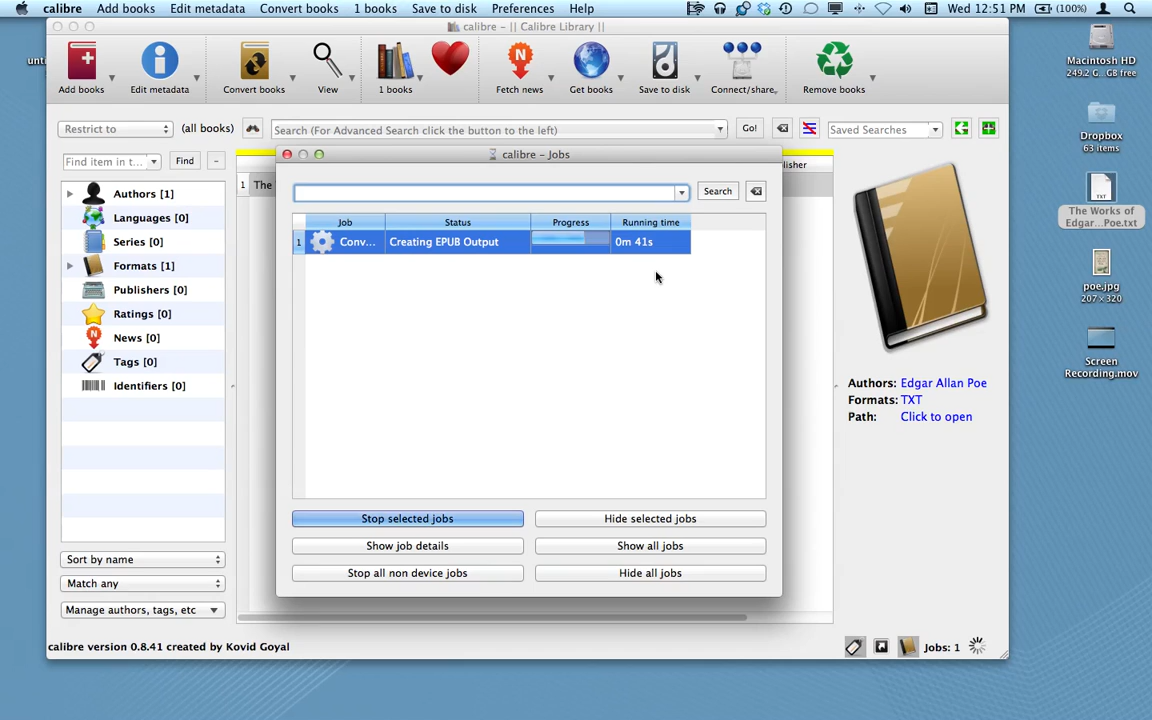 calibre Add books Edit metadata Convert books 1 books Save to disk Preferences Help Wed 12:51 PM (100%)
calibre - || Calibre Library ||
Add books Edit metadata Convert books View 1 books Fetch news Get books Save to disk Connect/share Remove books
Restrict to (all books) Search (For Advanced Search click the button to the left) Go! Saved Searches
Find item in t... Find -
Authors [1]
Languages [0]
Series [0]
Formats [1]
Publishers [0]
Ratings [0]
News [0]
Tags [0]
Identifiers [0]
Sort by name
Match any
Manage authors, tags, etc
1 The
lisher
calibre - Jobs
Search
Job Status Progress Running time
1 Conv... Creating EPUB Output 0m 41s
Stop selected jobs Hide selected jobs
Show job details Show all jobs
Stop all non device jobs Hide all jobs
Authors: Edgar Allan Poe
Formats: TXT
Path: Click to open
calibre version 0.8.41 created by Kovid Goyal
Jobs: 1
Macintosh HD
249.2 G...GB free
Dropbox
63 items
TXT
The Works of
Edgar...Poe.txt
poe.jpg
207×320
Screen
Recording.mov